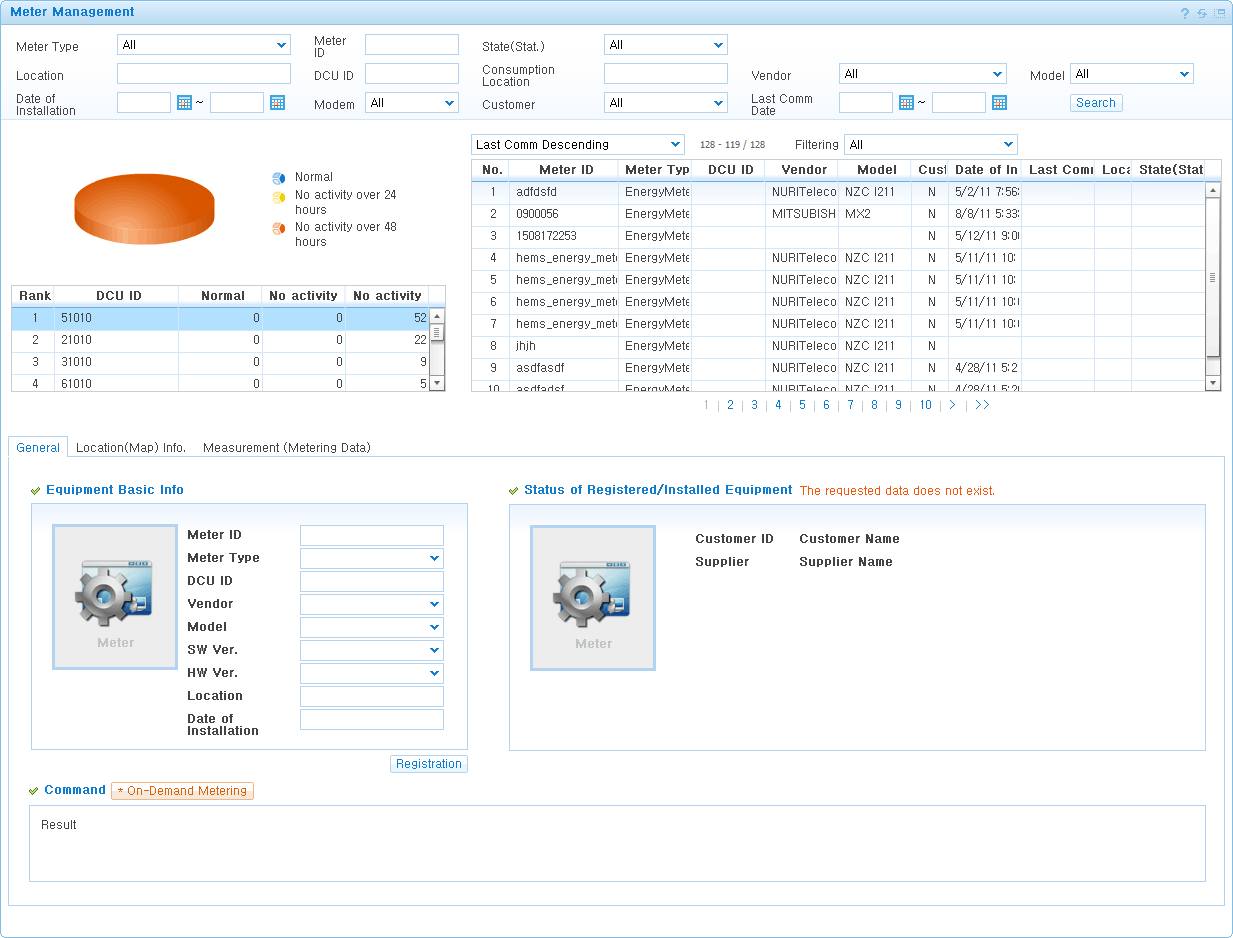 Meter Management
Meter Type All Meter ID State(Stat.) All
Location DCU ID Consumption Location Vendor All Model All
Date of Installation ~ Modem All Customer All Last Comm Date ~ Search
Normal
No activity over 24
hours
No activity over 48
hours
Rank DCU ID Normal No activity No activity
1 51010 0 0 52
2 21010 0 0 22
3 31010 0 0 9
4 61010 0 0 5
Last Comm Descending 128 - 119 / 128 Filtering All
No. Meter ID Meter Typ DCU ID Vendor Model Cust Date of In Last Comm Loca State(Stat
1 adfdsfd EnergyMete NURITeleco NZC I211 N 5/2/11 7:56:
2 0900056 EnergyMete MITSUBISH MX2 N 8/8/11 5:33:
3 1508172253 EnergyMete N 5/12/11 9:00
4 hems_energy_mete EnergyMete NURITeleco NZC I211 N 5/11/11 10:
5 hems_energy_mete EnergyMete NURITeleco NZC I211 N 5/11/11 10:
6 hems_energy_mete EnergyMete NURITeleco NZC I211 N 5/11/11 10:
7 hems_energy_mete EnergyMete NURITeleco NZC I211 N 5/11/11 10:
8 jhjh EnergyMete NURITeleco NZC I211 N
9 asdfasdf EnergyMete NURITeleco NZC I211 N 4/28/11 5:2
10 asdfadsf EnergyMete NURITeleco NZC I211 N 4/28/11 5:2
1 | 2 | 3 | 4 | 5 | 6 | 7 | 8 | 9 | 10 | > | >>
General Location(Map) Info. Measurement (Metering Data)
Equipment Basic Info
Meter
Meter ID
Meter Type
DCU ID
Vendor
Model
SW Ver.
HW Ver.
Location
Date of
Installation
Registration
Status of Registered/Installed Equipment The requested data does not exist.
Meter
Customer ID Customer Name
Supplier Supplier Name
Command * On-Demand Metering
Result